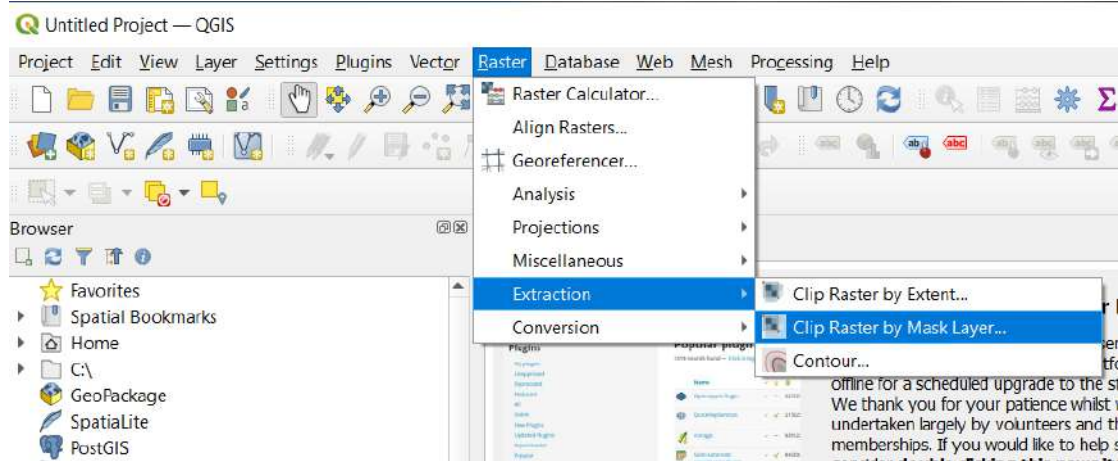 Untitled Project — QGIS
Project Edit View Layer Settings Plugins Vector Raster Database Web Mesh Processing Help
Raster Calculator...
Align Rasters...
Georeferencer...
Analysis
Projections
Miscellaneous
Extraction
Conversion
Clip Raster by Extent...
Clip Raster by Mask Layer...
Contour...
abc
Browser
Favorites
Spatial Bookmarks
Home
C:\
GeoPackage
SpatiaLite
PostGIS
Plugins
Name
offline for a scheduled upgrade to the
We thank you for your patience whilst
undertaken largely by volunteers and
memberships. If you would like to help